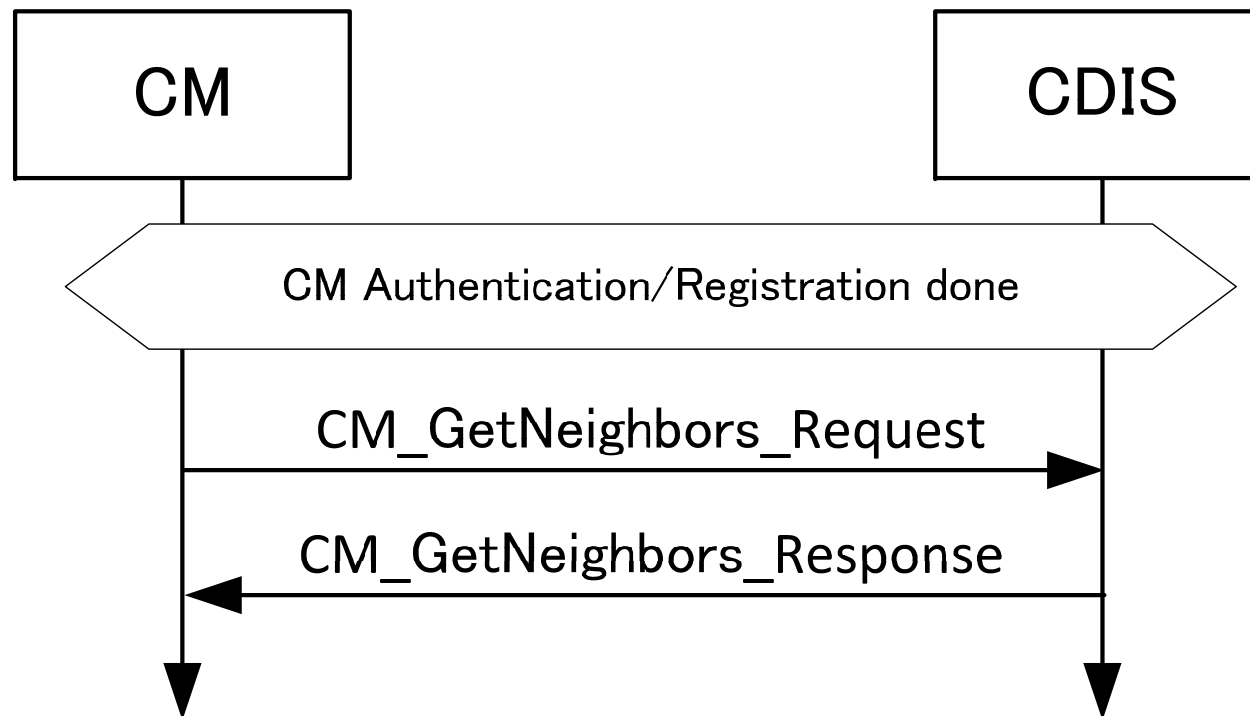 CM
CDIS
CM Authentication/Registration done
CM_GetNeighbors_Request
CM_GetNeighbors_Response